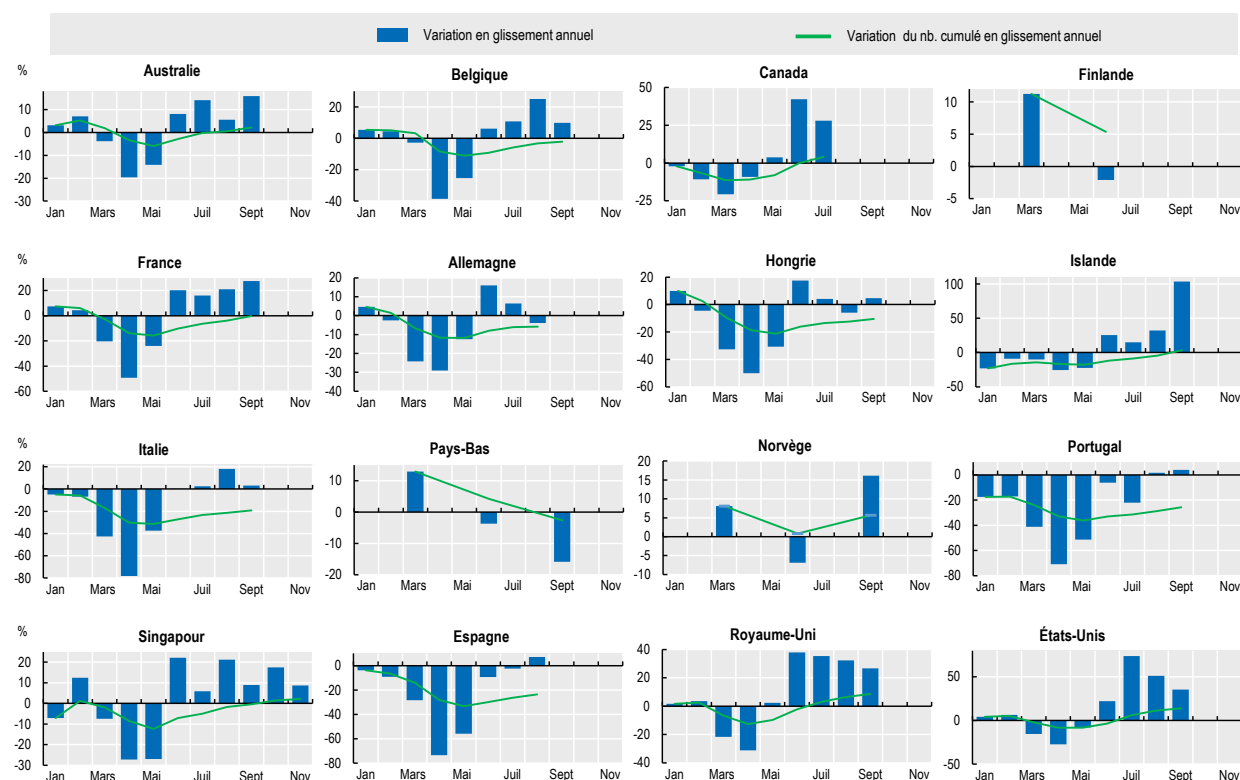 Variation en glissement annuel
Variation du nb. cumulé en glissement annuel
%
Australie
10
0
-10
-20
-30
Jan Mars Mai Juil Sept Nov
Belgique
20
0
-20
-40
Jan Mars Mai Juil Sept Nov
Canada
50
25
0
-25
Jan Mars Mai Juil Sept Nov
Finlande
10
5
0
-5
Jan Mars Mai Juil Sept Nov
%
France
20
0
-20
-40
-60
Jan Mars Mai Juil Sept Nov
Allemagne
20
10
0
-10
-20
-30
-40
Jan Mars Mai Juil Sept Nov
Hongrie
20
0
-20
-40
-60
Jan Mars Mai Juil Sept Nov
Islande
100
50
0
-50
Jan Mars Mai Juil Sept Nov
%
Italie
20
0
-20
-40
-60
-80
Jan Mars Mai Juil Sept Nov
Pays-Bas
10
0
-10
-20
Jan Mars Mai Juil Sept Nov
Norvège
20
15
10
5
0
-5
-10
Jan Mars Mai Juil Sept Nov
Portugal
0
-20
-40
-60
-80
Jan Mars Mai Juil Sept Nov
%
Singapour
20
10
0
-10
-20
-30
Jan Mars Mai Juil Sept Nov
Espagne
0
-20
-40
-60
-80
Jan Mars Mai Juil Sept Nov
Royaume-Uni
40
20
0
-20
-40
Jan Mars Mai Juil Sept Nov
États-Unis
50
0
-50
Jan Mars Mai Juil Sept Nov